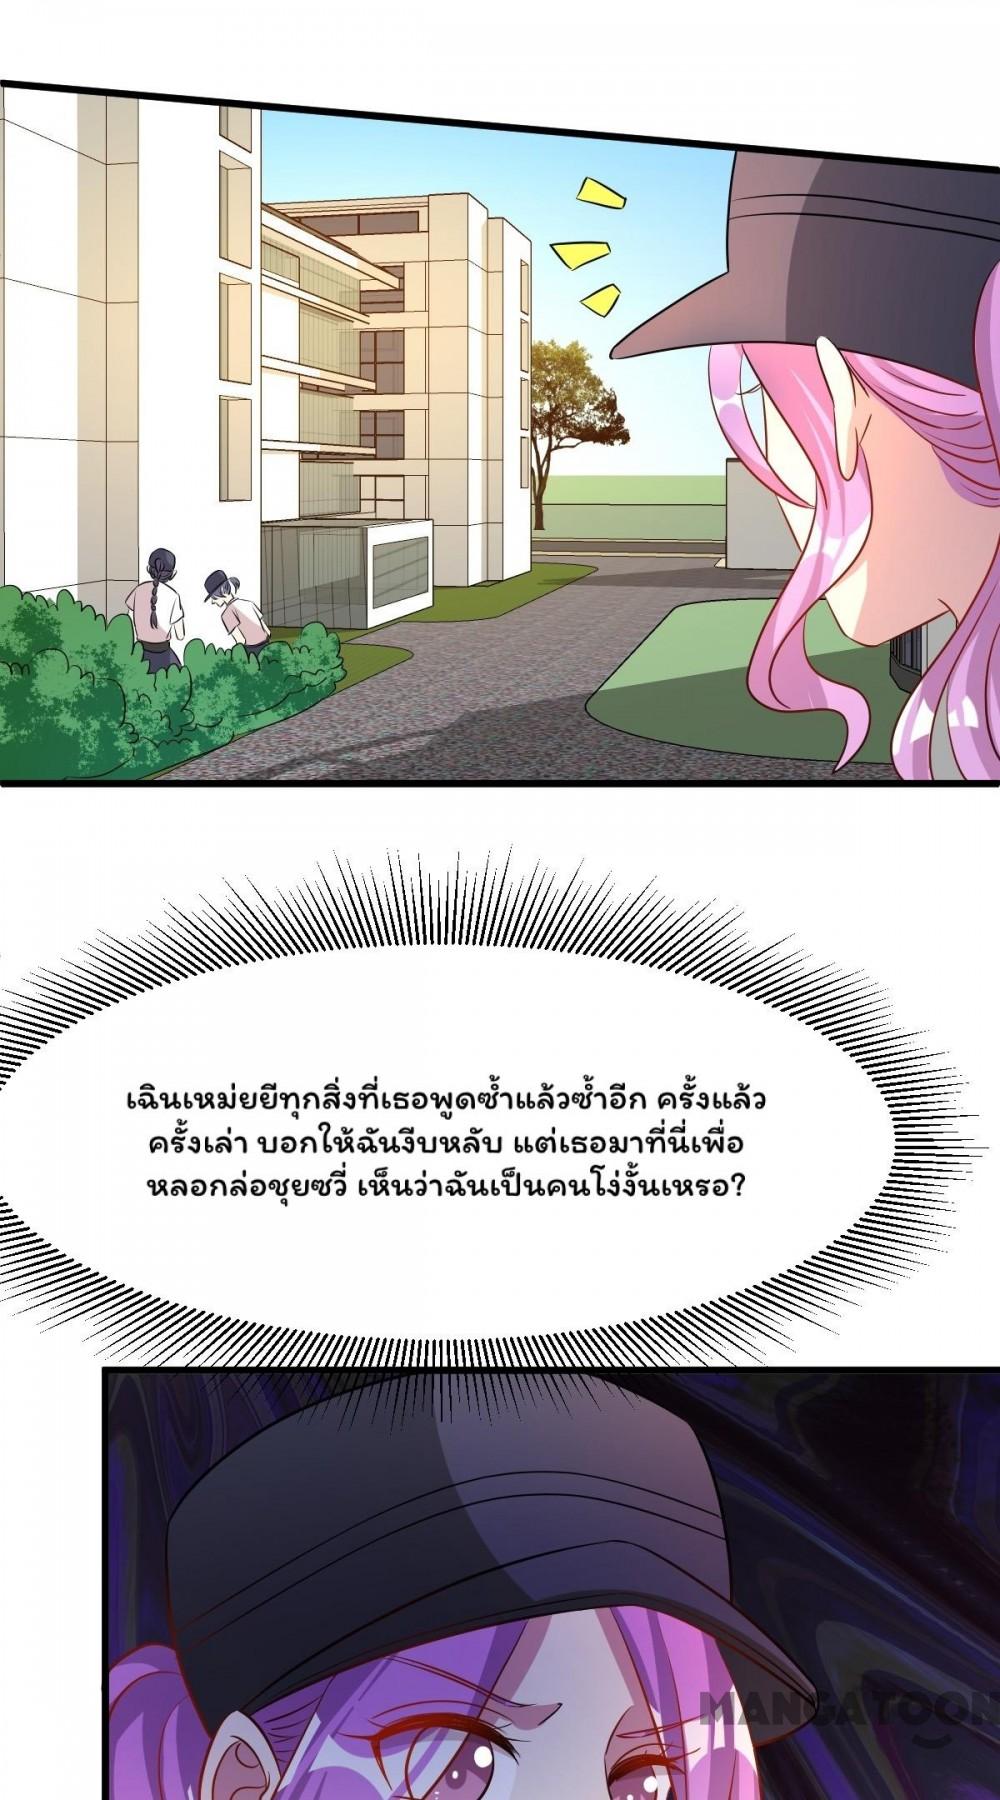 เฉินเหม่ยยีทุกสิ่งที่เธอพูดซ้ำแล้วซ้ำอีก ครั้งแล้ว
ครั้งเล่า บอกให้ฉันงีบหลับ แต่เธอมาที่นี่เพื่อ
หลอกล่อชุยซวี่ เห็นว่าฉันเป็นคนโง่งั้นเหรอ?
MANGATOON